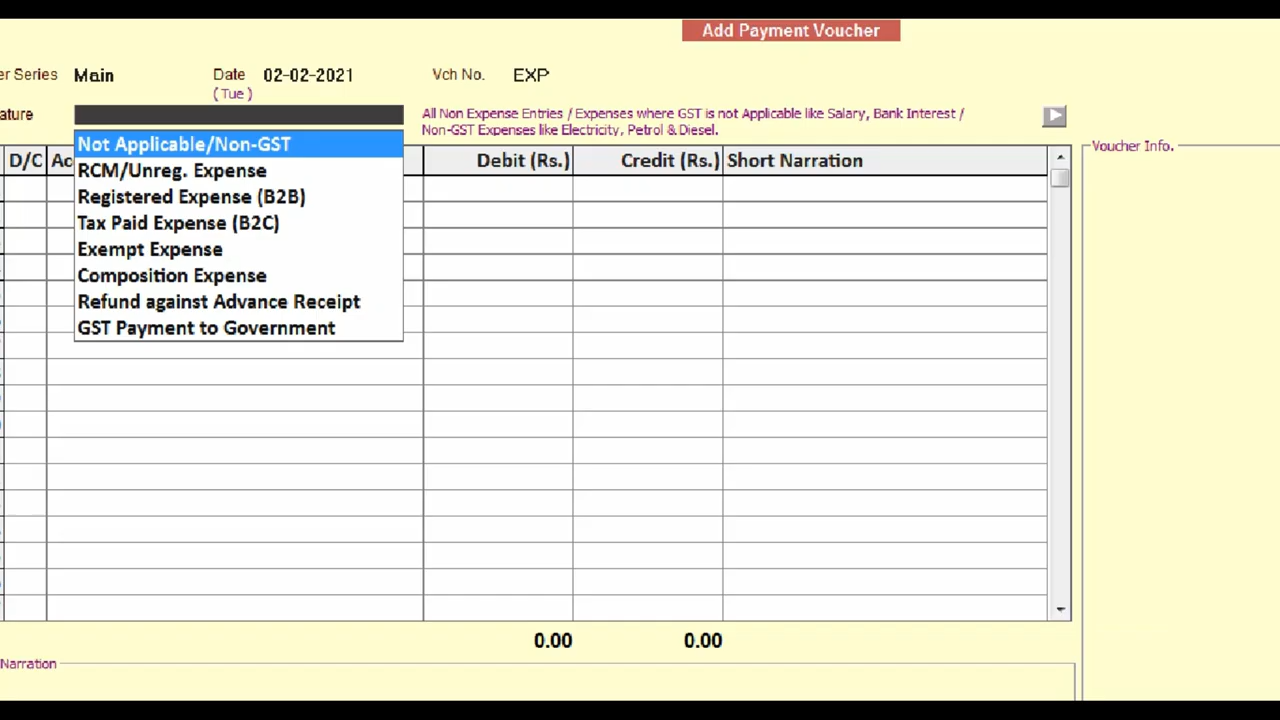 Add Payment Voucher
er Series Main Date 02-02-2021 Vch No. EXP
( Tue )
ature All Non Expense Entries / Expenses where GST is not Applicable like Salary, Bank Interest /
Non-GST Expenses like Electricity, Petrol & Diesel.
Not Applicable/Non-GST
Voucher Info.
D/C Ac Debit (Rs.) Credit (Rs.) Short Narration
RCM/Unreg. Expense
Registered Expense (B2B)
Tax Paid Expense (B2C)
Exempt Expense
Composition Expense
Refund against Advance Receipt
GST Payment to Government
0.00 0.00
Narration